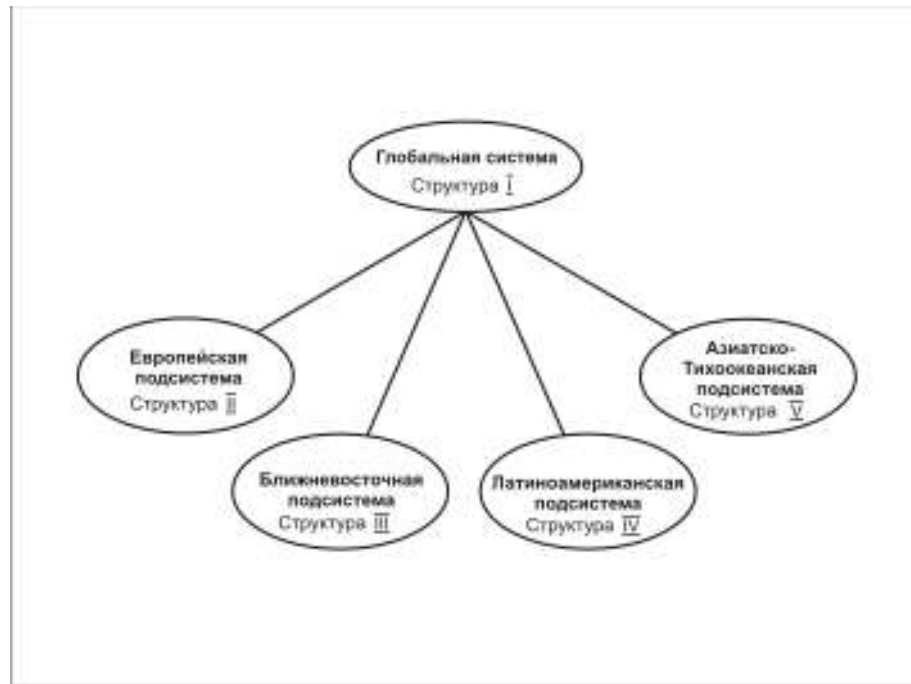 Глобальная система
Структура I
Европейская
подсистема
Структура II
Ближневосточная
подсистема
Структура III
Латиноамериканская
подсистема
Структура IV
Азиатско-
Тихоокеанская
подсистема
Структура V